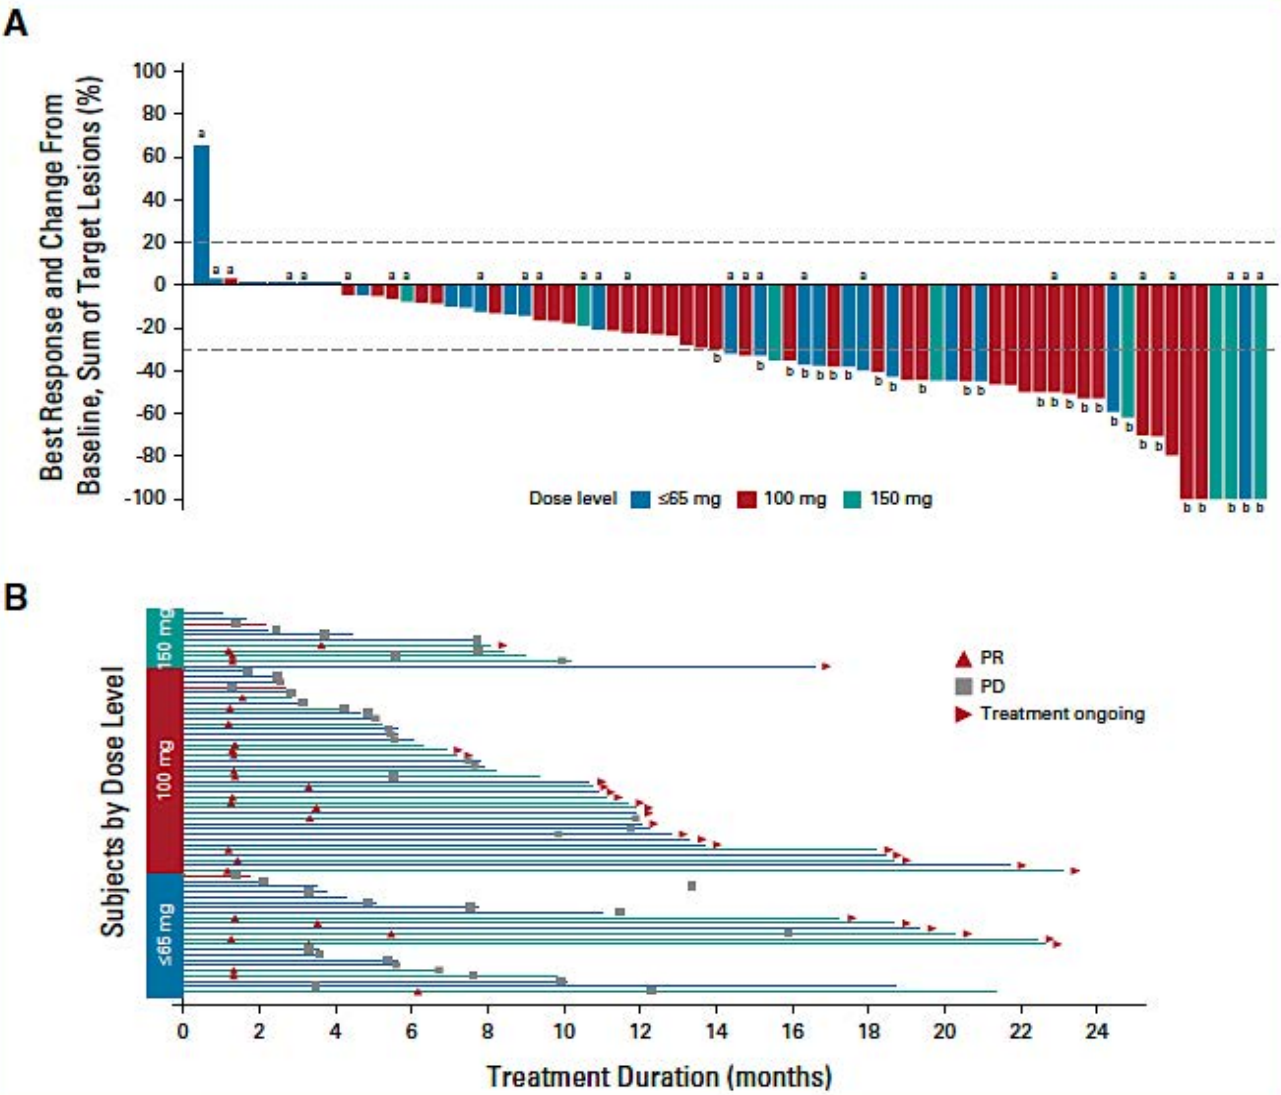 A
Best Response and Change From
Baseline, Sum of Target Lesions (%)
100
80
60
40
20
0
-20
-40
-60
-80
-100
a
a a a a a a a a a a a a a a a a a a a a a a a a a
b b b b b b b b b b b b b b b b b b b b b b b b b
Dose level ≤65 mg 100 mg 150 mg
B
Subjects by Dose Level
150 mg
100 mg
≤65 mg
PR
PD
Treatment ongoing
0 2 4 6 8 10 12 14 16 18 20 22 24
Treatment Duration (months)